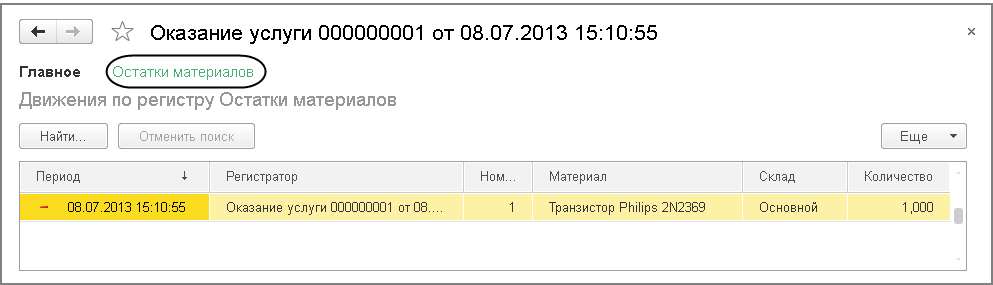 Оказание услуги 000000001 от 08.07.2013 15:10:55
Главное Остатки материалов
Движения по регистру Остатки материалов
Найти... Отменить поиск Еще
Период Регистратор Ном... Материал Склад Количество
08.07.2013 15:10:55 Оказание услуги 000000001 от 08.... 1 Транзистор Philips 2N2369 Основной 1,000